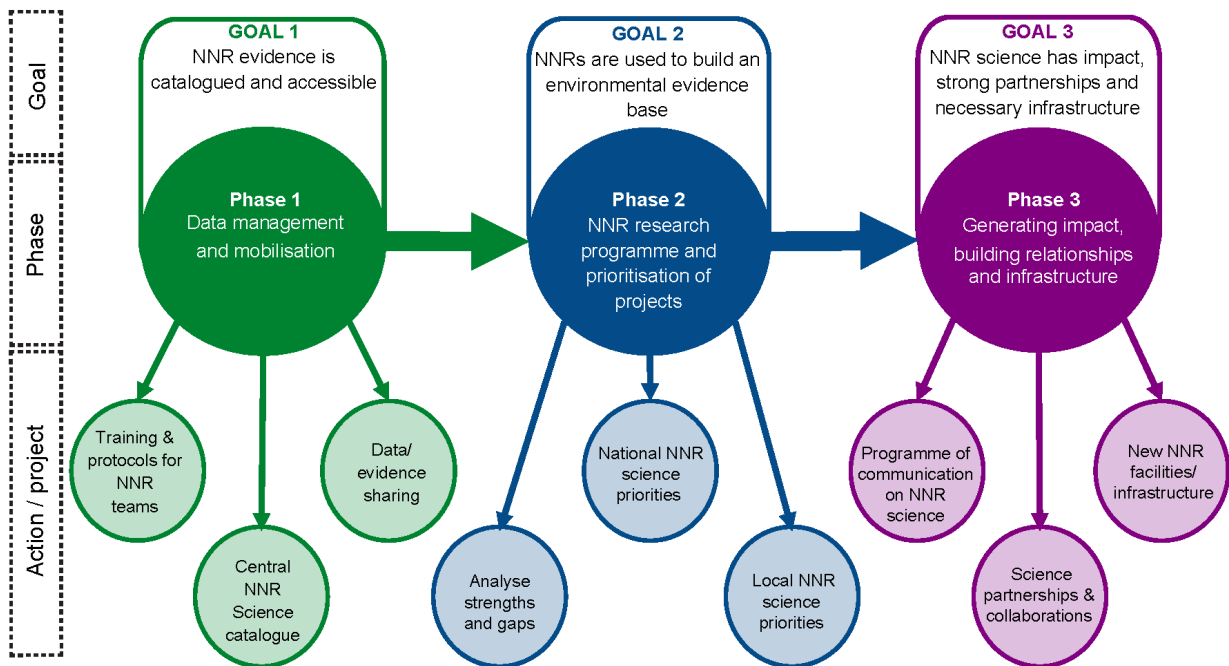 Goal
GOAL 1
NNR evidence is
catalogued and accessible
GOAL 2
NNRs are used to build an
environmental evidence
base
GOAL 3
NNR science has impact,
strong partnerships and
necessary infrastructure
Phase
Phase 1
Data management
and mobilisation
Phase 2
NNR research
programme and
prioritisation of
projects
Phase 3
Generating impact,
building relationships
and infrastructure
Action / project
Training &
protocols for
NNR
teams
Central
NNR
Science
catalogue
Data/
evidence
sharing
Analyse
strengths
and gaps
National NNR
science
priorities
Local NNR
science
priorities
Programme of
communication
on NNR
science
Science
partnerships &
collaborations
New NNR
facilities/
infrastructure